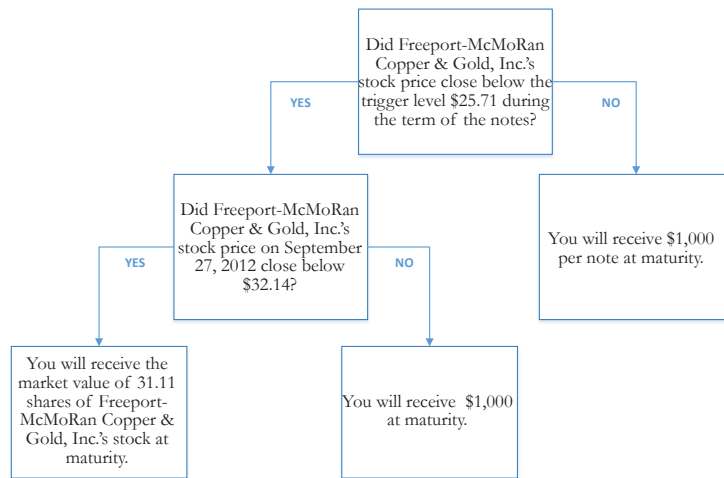 Did Freeport-McMoRan
Copper & Gold, Inc.'s
stock price close below the
trigger level $25.71 during
the term of the notes?
YES
NO
Did Freeport-McMoRan
Copper & Gold, Inc.'s
stock price on September
27, 2012 close below
$32.14?
You will receive $1,000
per note at maturity.
YES
NO
You will receive the
market value of 31.11
shares of Freeport-
McMoRan Copper &
Gold, Inc.'s stock at
maturity.
You will receive $1,000
at maturity.